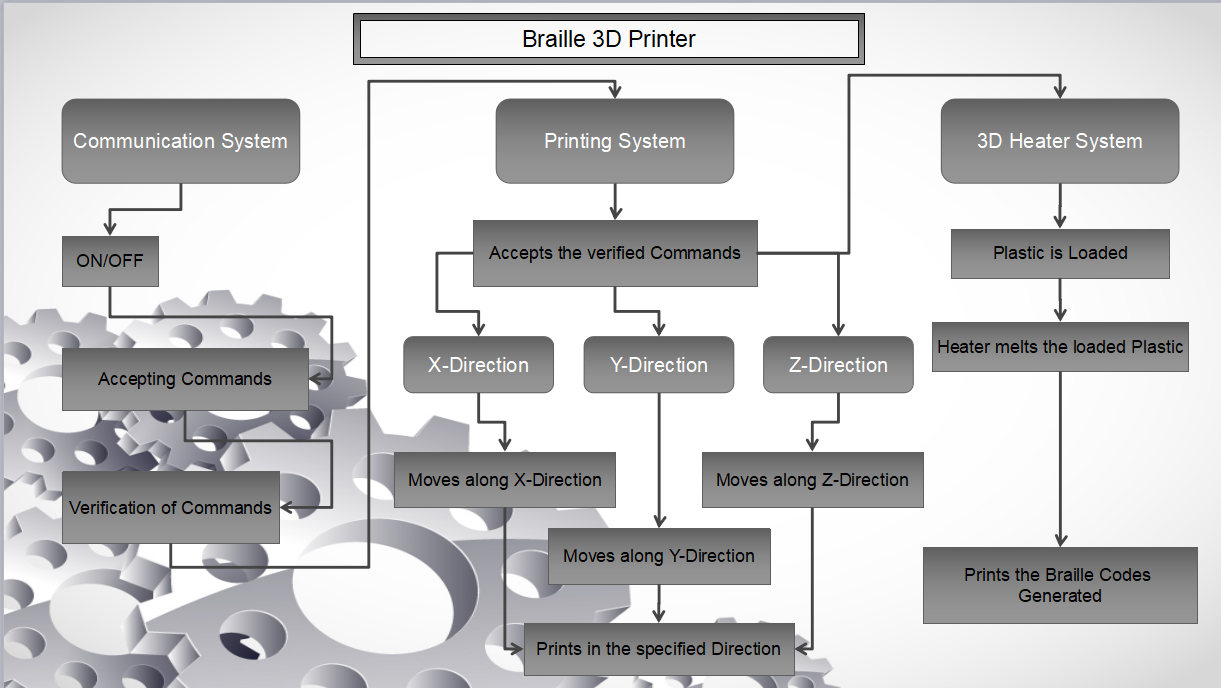 Braille 3D Printer
Communication System
ON/OFF
Accepting Commands
Verification of Commands
Printing System
Accepts the verified Commands
X-Direction
Y-Direction
Z-Direction
Moves along X-Direction
Moves along Z-Direction
Moves along Y-Direction
Prints in the specified Direction
3D Heater System
Plastic is Loaded
Heater melts the loaded Plastic
Prints the Braille Codes
Generated